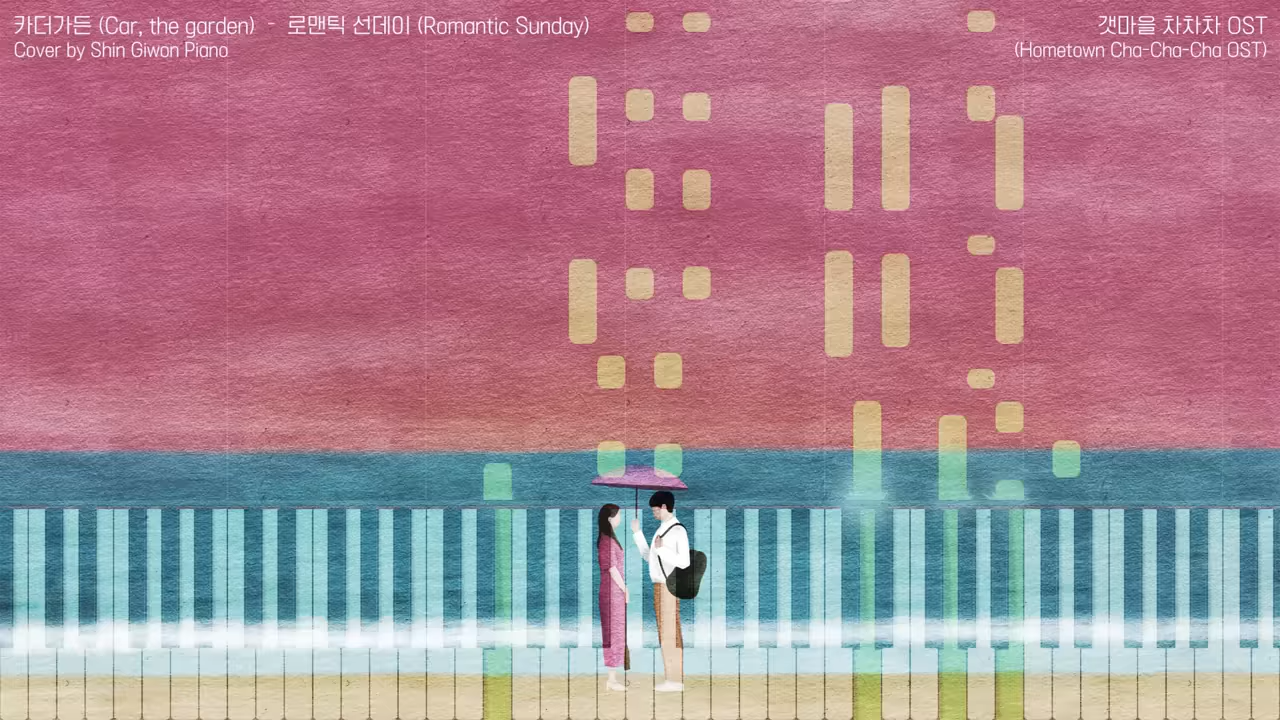 카더가든 (Car, the garden) - 로맨틱 선데이 (Romantic Sunday)
Cover by Shin Giwon Piano
갯마을 차차차 OST
(Hometown Cha-Cha-Cha OST)